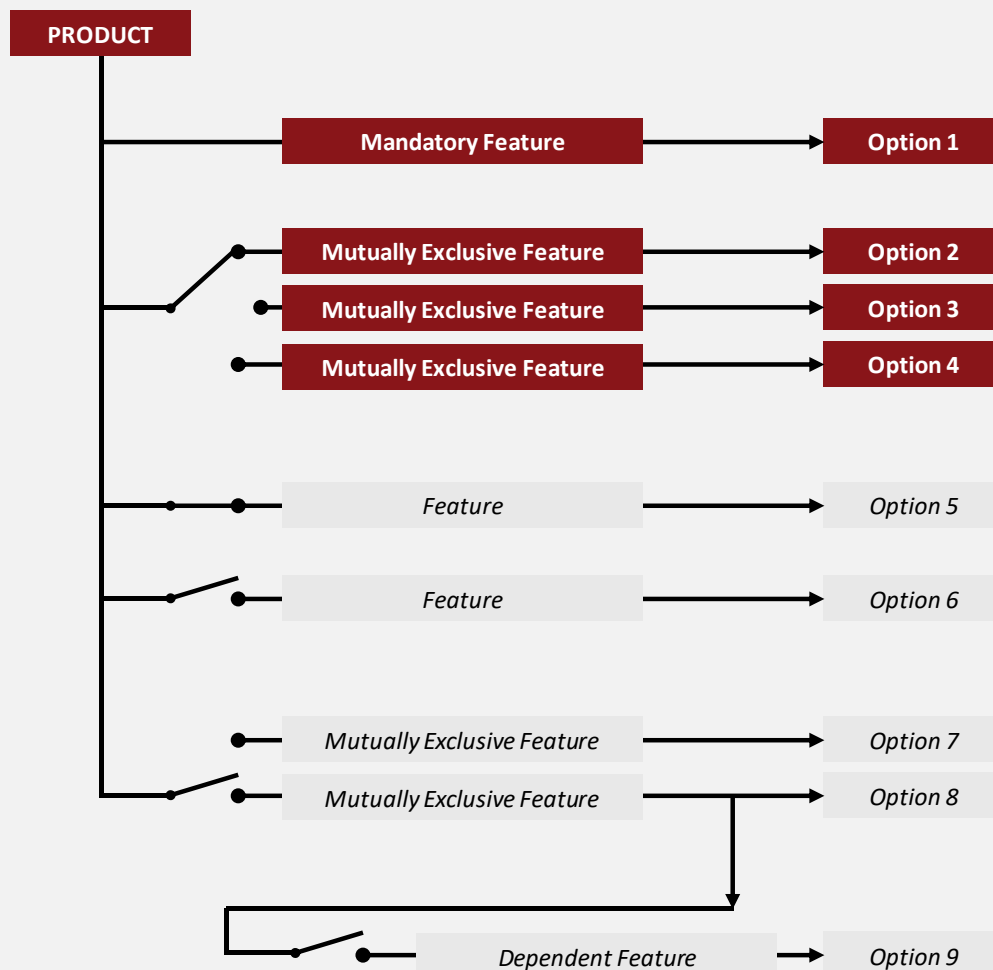 PRODUCT
Mandatory Feature
Option 1
Mutually Exclusive Feature
Option 2
Mutually Exclusive Feature
Option 3
Mutually Exclusive Feature
Option 4
Feature
Option 5
Feature
Option 6
Mutually Exclusive Feature
Option 7
Mutually Exclusive Feature
Option 8
Dependent Feature
Option 9